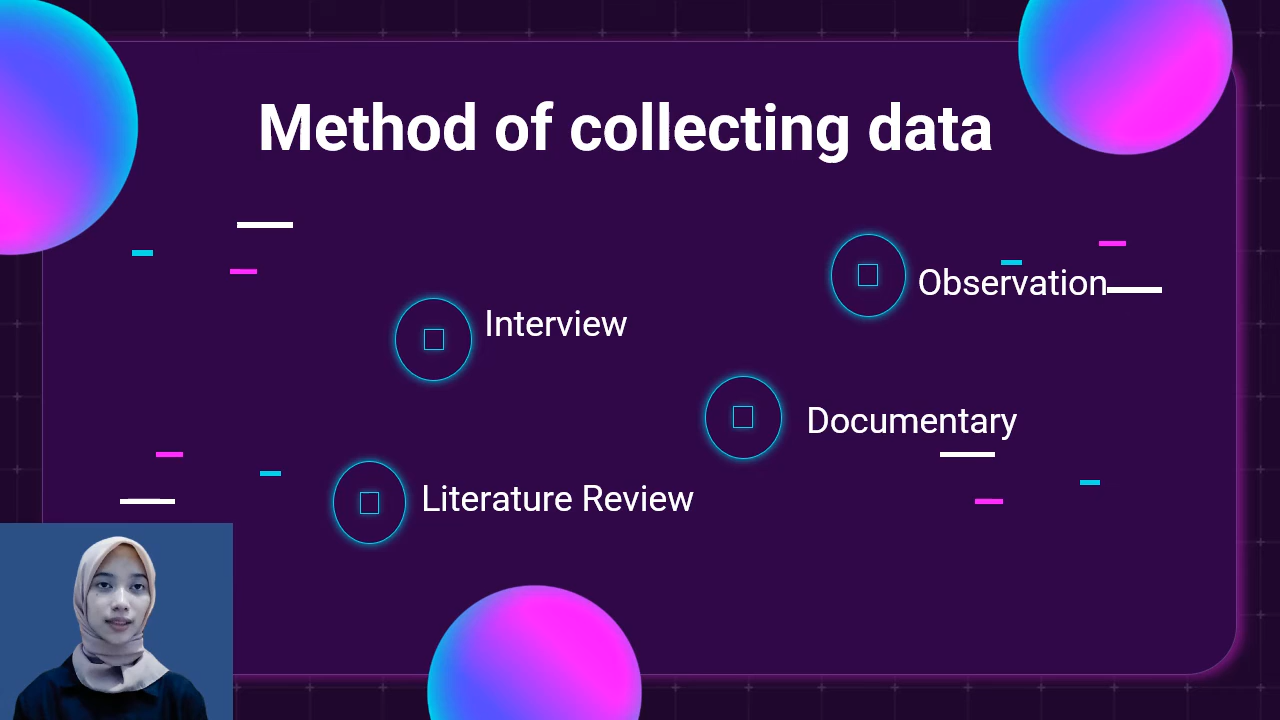 Method of collecting data
Observation
Interview
Documentary
Literature Review